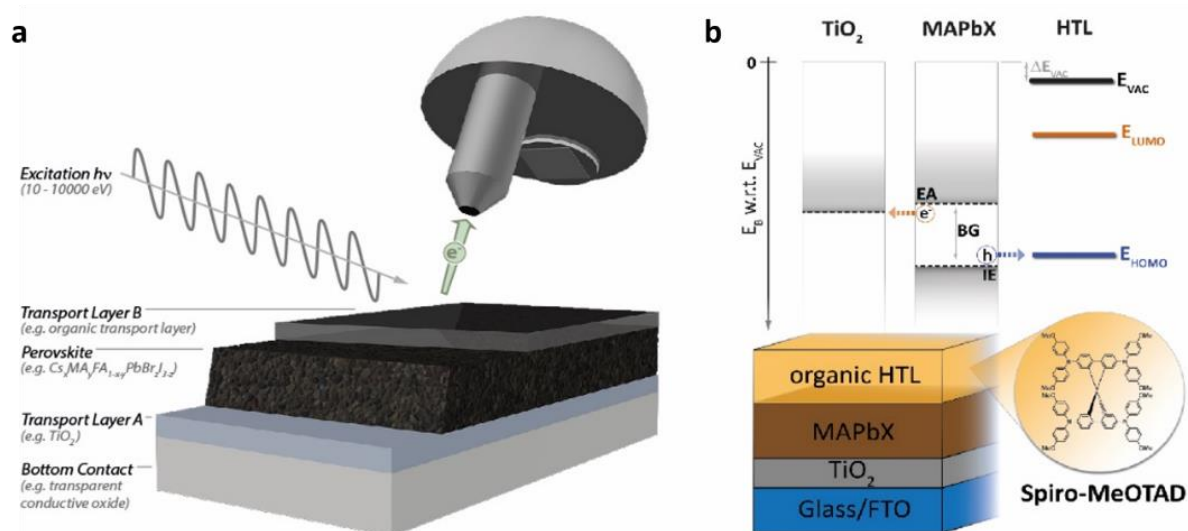 a
Excitation hν
(10 - 10000 eV)
e⁻
Transport Layer B
(e.g. organic transport layer)
Perovskite
(e.g. CsₓMAᵧFA₁₋ₓ₋ᵧPbBr₂I₃₋₂)
Transport Layer A
(e.g. TiO₂)
Bottom Contact
(e.g. transparent
conductive oxide)
b
TiO₂ MAPbX HTL
0
ΔE_VAC
E_VAC
E_LUMO
E_B w.r.t. E_VAC
EA
e⁻
BG
h
E_HOMO
IE
organic HTL
MAPbX
TiO₂
Glass/FTO
Spiro-MeOTAD